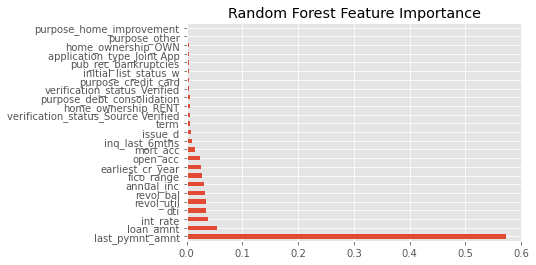 Random Forest Feature Importance
purpose_home_improvement
purpose_other
home_ownership_OWN
application_type_Joint App
pub_rec_bankruptcies
initial_list_status_w
purpose_credit_card
verification_status_Verified
purpose_debt_consolidation
home_ownership_RENT
verification_status_Source Verified
term
issue_d
inq_last_6mths
mort_acc
open_acc
earliest_cr_year
fico_range
annual_inc
revol_bal
revol_util
dti
int_rate
loan_amnt
last_pymnt_amnt
0.0 0.1 0.2 0.3 0.4 0.5 0.6